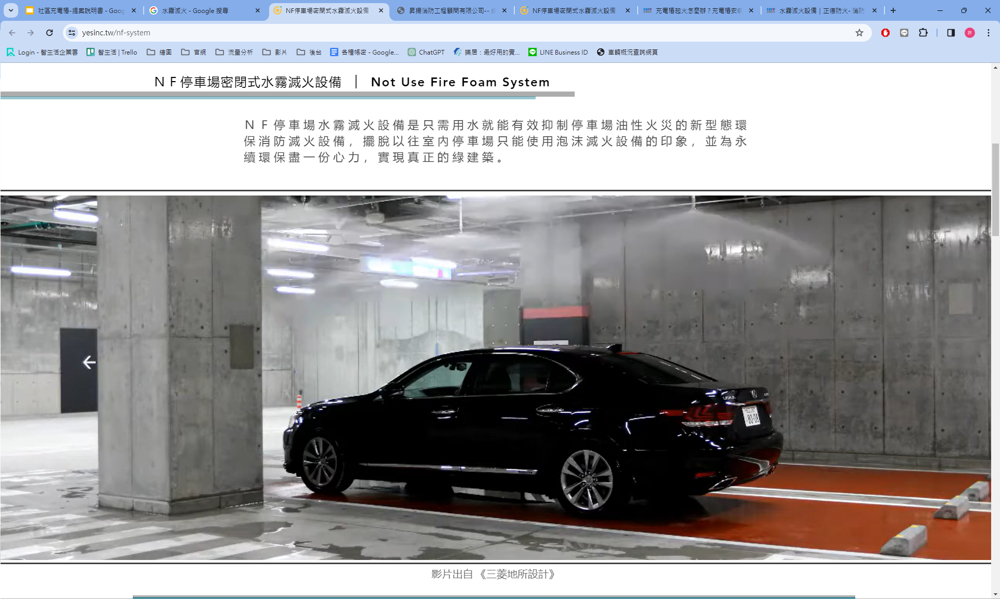 社區充電樁-提案說明書 - Goog
水霧滅火 - Google 搜尋
NF停車場密閉式水霧滅火設備
昇揚消防工程顧問有限公司--
NF停車場密閉式水霧滅火設備
充電樁起火怎麼辦？充電樁安
水霧滅火設備｜正德防火- 消防
yesinc.tw/nf-system
Login - 智生活企業雲
智生活 | Trello
繪圖
官網
流量分析
影片
後台
各種帳密 - Google...
ChatGPT
樂居：最好用的實...
LINE Business ID
車輛概況查詢網頁
ＮＦ停車場密閉式水霧滅火設備 ｜ Not Use Fire Foam System
ＮＦ停車場水霧滅火設備是只需用水就能有效抑制停車場油性火災的新型態環
保消防滅火設備，擺脫以往室內停車場只能使用泡沫滅火設備的印象，並為永
續環保盡一份心力，實現真正的綠建築。
影片出自 《三菱地所設計》